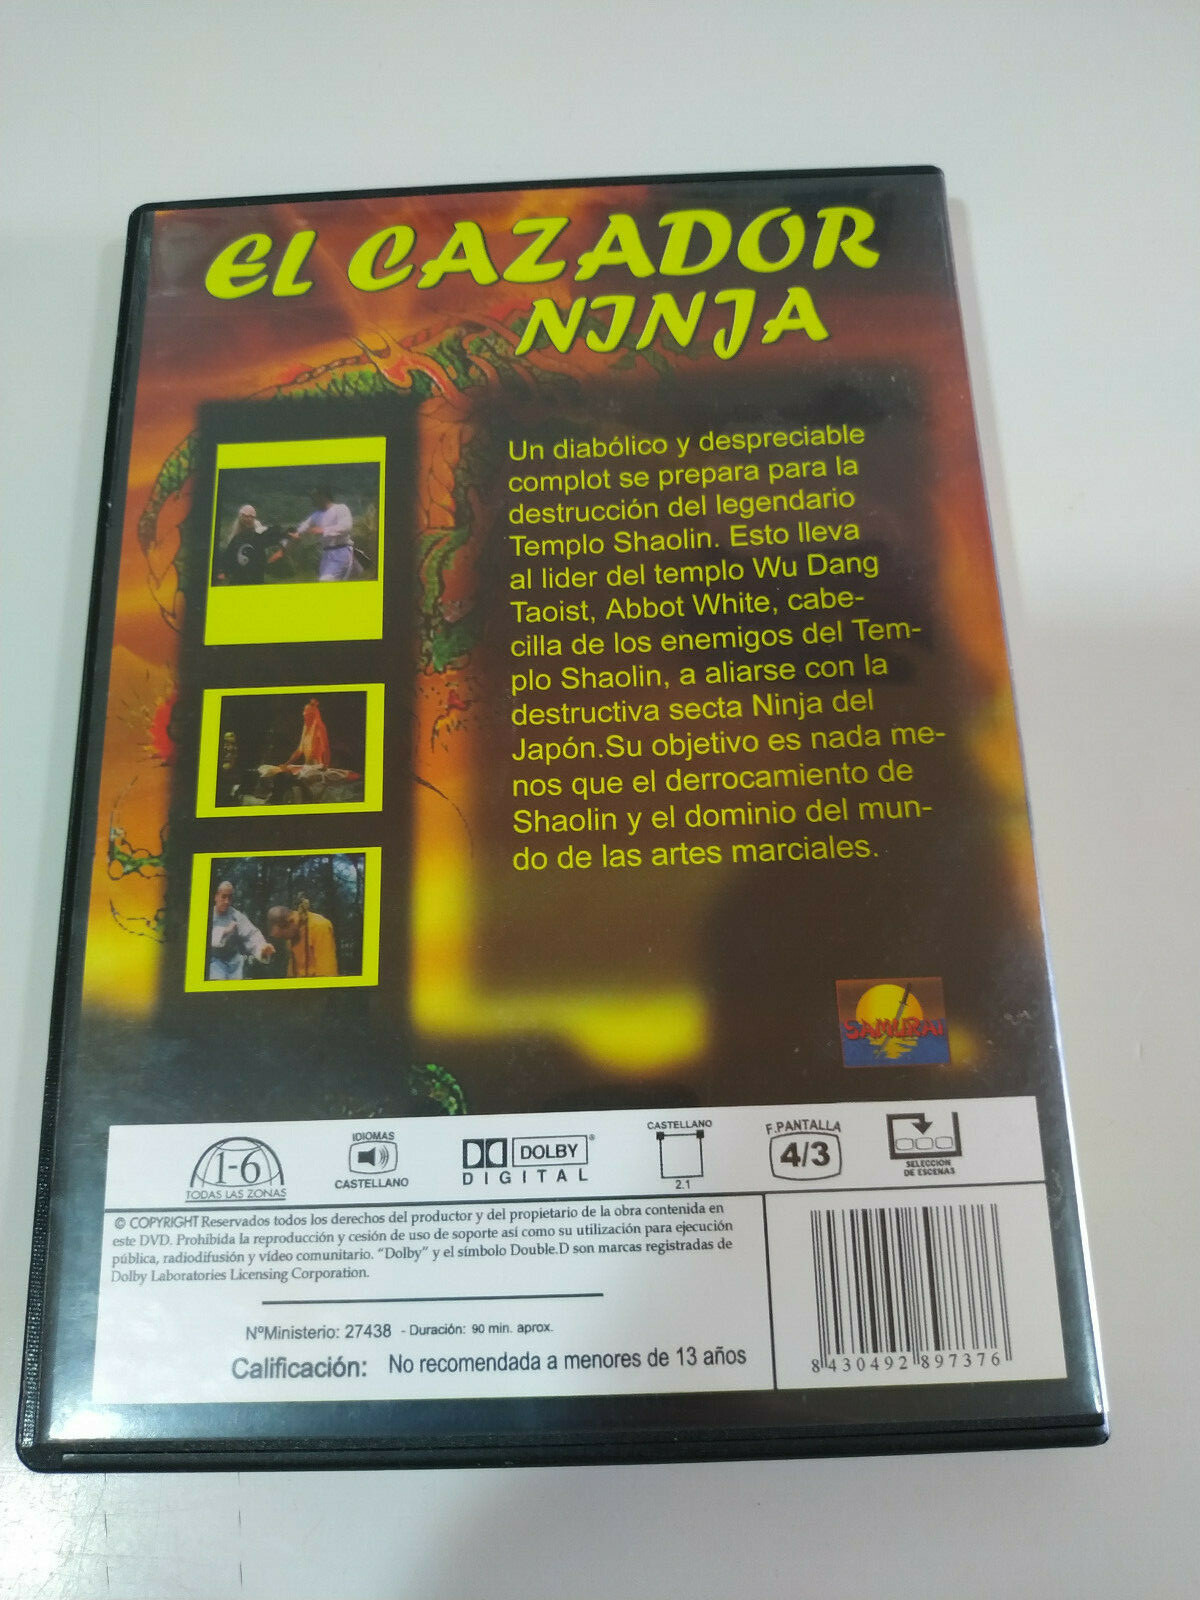 EL CAZADOR
NINJA
Un diabólico y despreciable
complot se prepara para la
destrucción del legendario
Templo Shaolin. Esto lleva
al lider del templo Wu Dang
Taoist, Abbot White, cabe-
cilla de los enemigos del Tem-
plo Shaolin, a aliarse con la
destructiva secta Ninja del
Japón.Su objetivo es nada me-
nos que el derrocamiento de
Shaolin y el dominio del mun-
do de las artes marciales.
SAMURAI
1-6
TODAS LAS ZONAS
IDIOMAS
CASTELLANO
DOLBY®
DIGITAL
CASTELLANO
2.1
F.PANTALLA
4/3
SELECCION
DE ESCENAS
© COPYRIGHT Reservados todos los derechos del productor y del propietario de la obra contenida en
este DVD. Prohibida la reproducción y cesión de uso de soporte así como su utilización para ejecución
pública, radiodifusión y vídeo comunitario. “Dolby” y el símbolo Double.D son marcas registradas de
Dolby Laboratories Licensing Corporation.
NºMinisterio: 27438 - Duración: 90 min. aprox.
Calificación: No recomendada a menores de 13 años
8 430492 897376